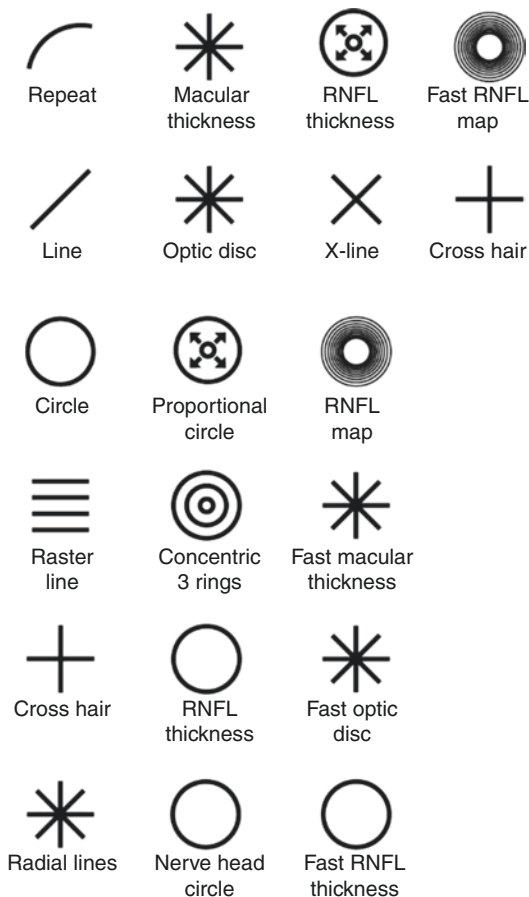 Repeat
Macular
thickness
RNFL
thickness
Fast RNFL
map
Line
Optic disc
X-line
Cross hair
Circle
Proportional
circle
RNFL
map
Raster
line
Concentric
3 rings
Fast macular
thickness
Cross hair
RNFL
thickness
Fast optic
disc
Radial lines
Nerve head
circle
Fast RNFL
thickness